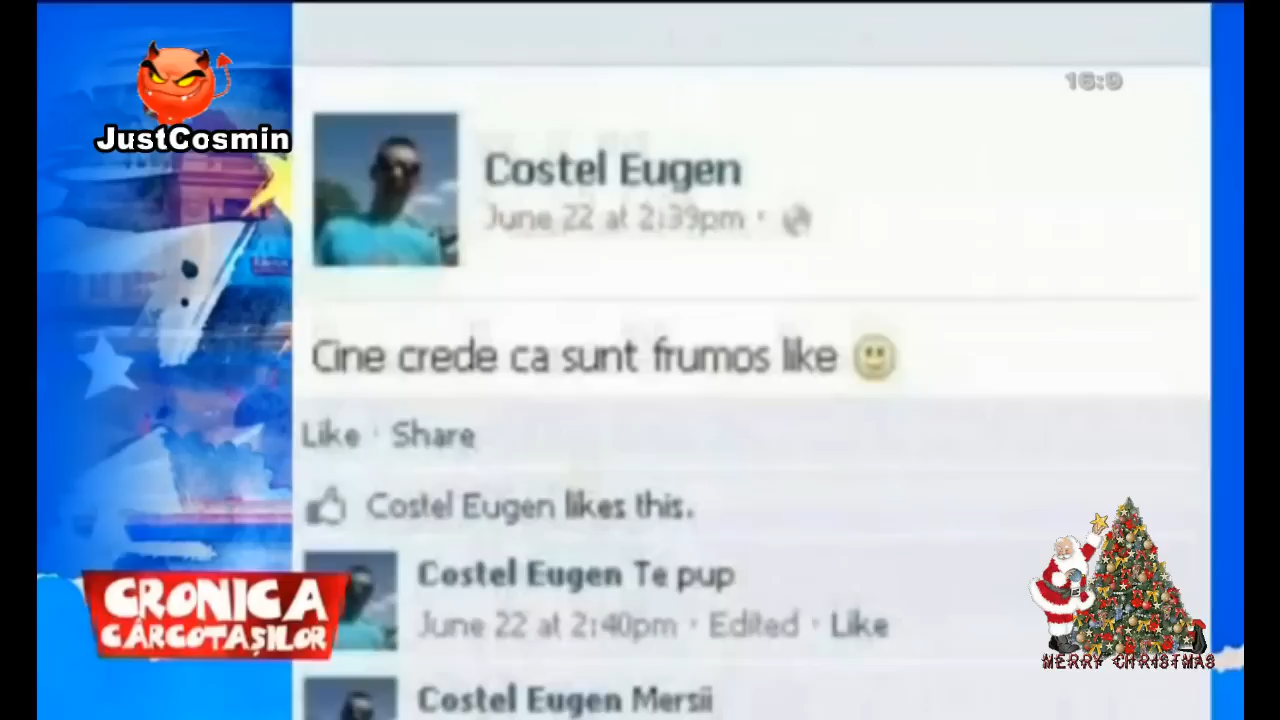 16:9
JustCosmin
Costel Eugen
June 22 at 2:39pm ·
Cine crede ca sunt frumos like
Like · Share
Costel Eugen likes this.
Costel Eugen Te pup
June 22 at 2:40pm · Edited · Like
Costel Eugen Mersii
CRONICA
CÂRCOTAȘILOR
MERRY CHRISTMAS